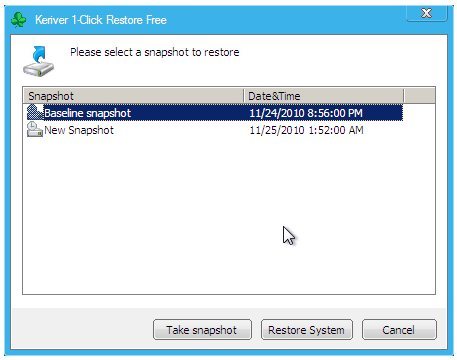 Keriver 1-Click Restore Free
Please select a snapshot to restore
Snapshot Date&Time
Baseline snapshot 11/24/2010 8:56:00 PM
New Snapshot 11/25/2010 1:52:00 AM
Take snapshot Restore System Cancel